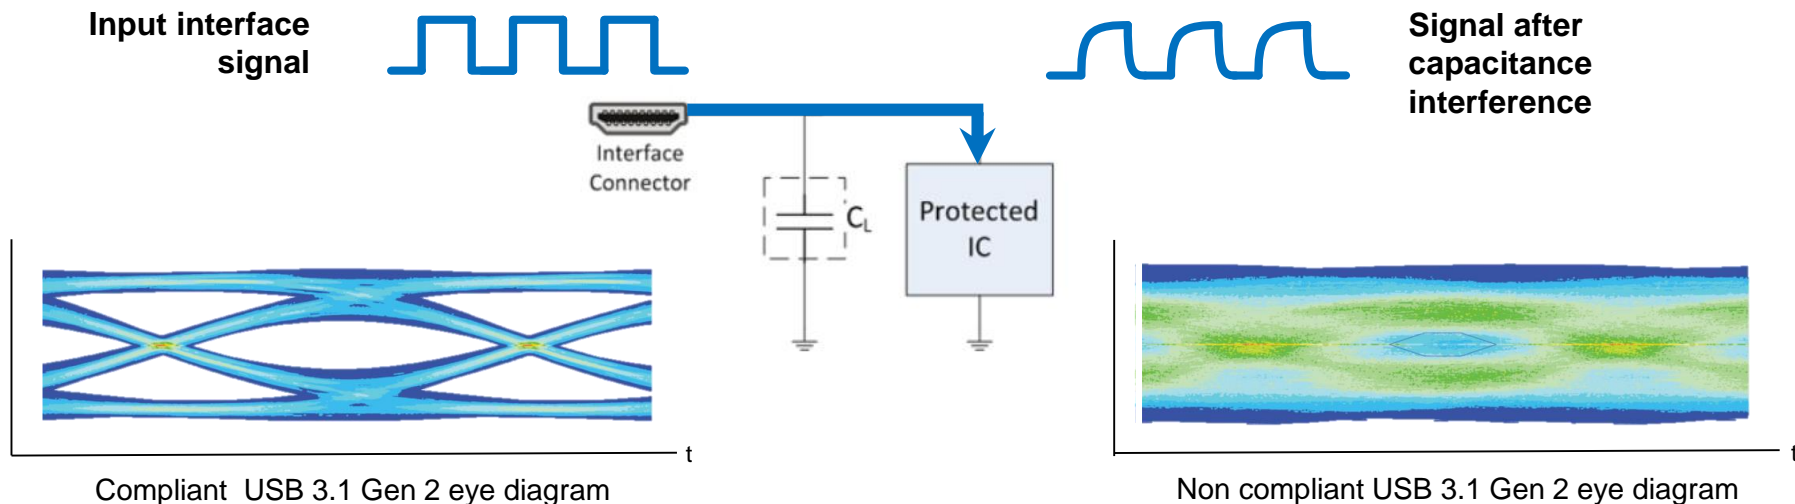 Input interface
signal
Signal after
capacitance
interference
Interface
Connector
C_L
Protected
IC
t
Compliant USB 3.1 Gen 2 eye diagram
t
Non compliant USB 3.1 Gen 2 eye diagram